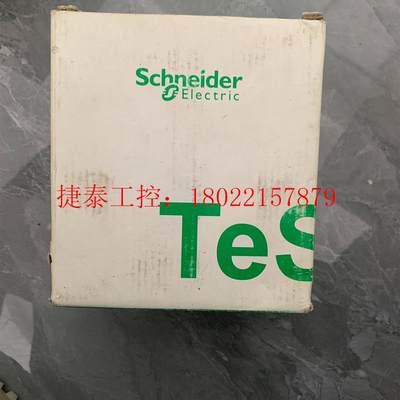 Schneider
Electric
捷泰工控：18022157879
TeS